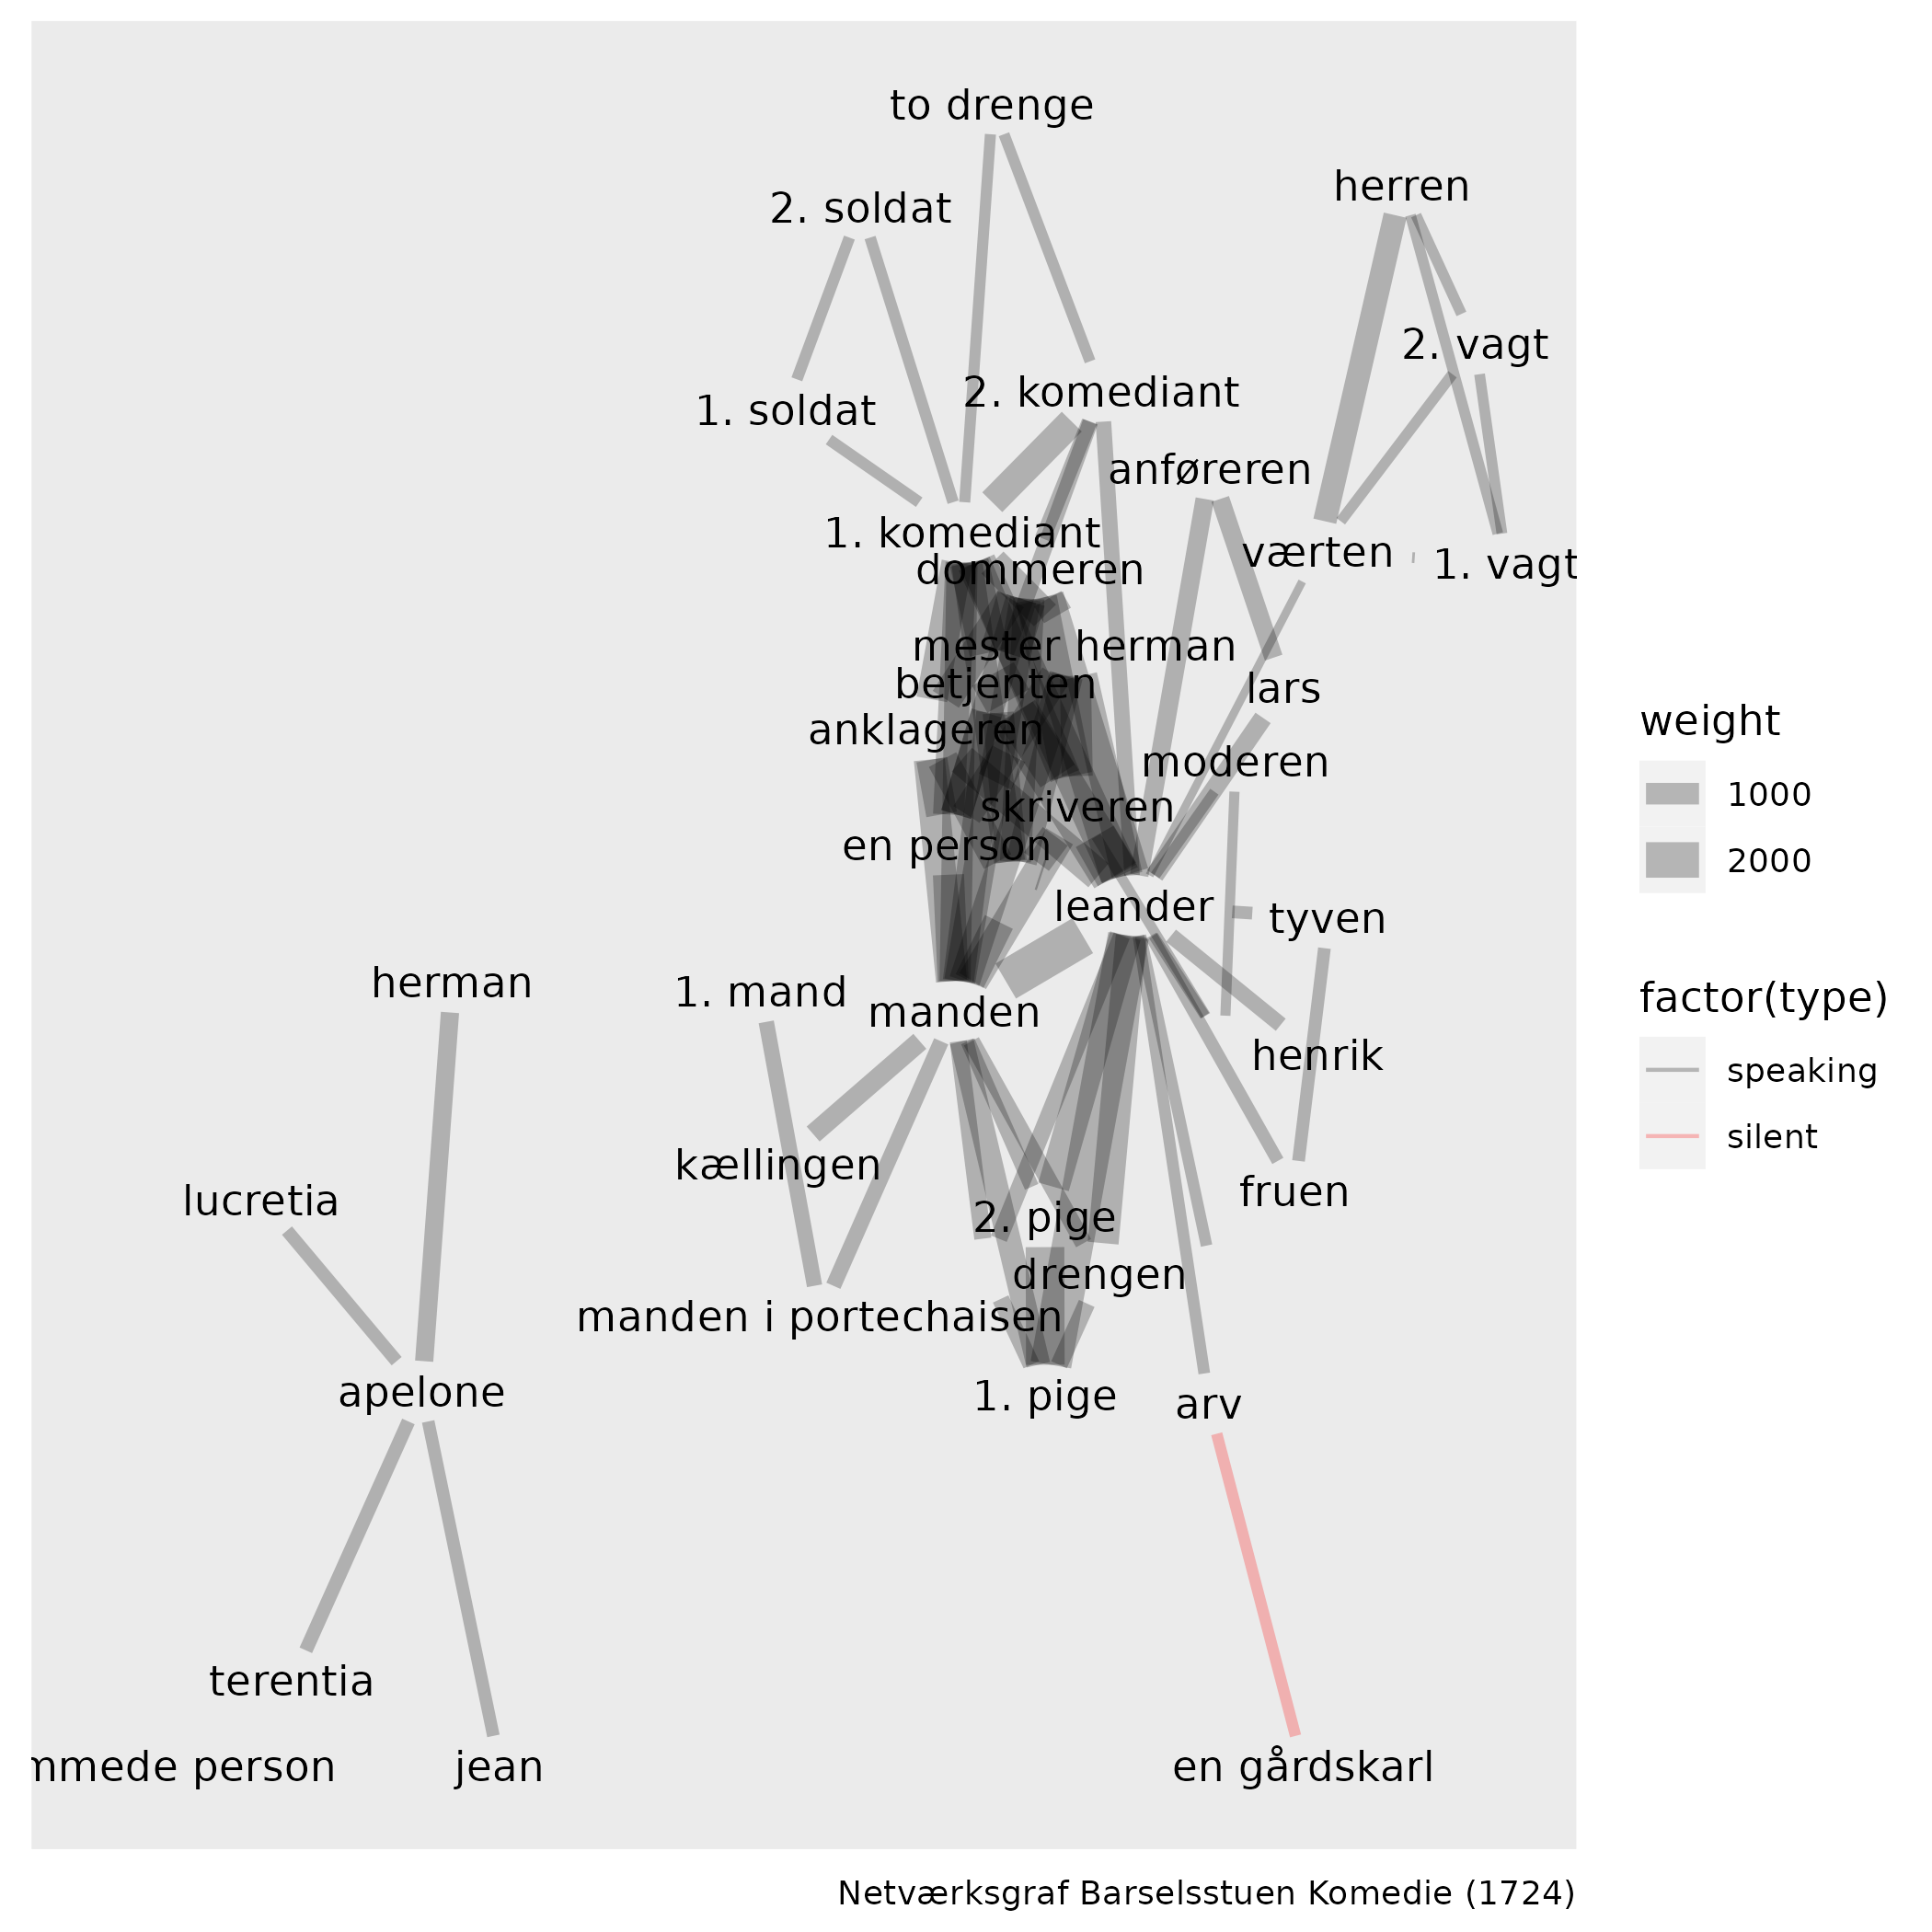 to drenge
herren
2. soldat
2. vagt
2. komediant
1. soldat
anføreren
1. komediant
værten
1. vagt
dommeren
mester herman
betjenten
lars
anklageren
moderen
skriveren
en person
leander
tyven
herman
1. mand
manden
henrik
kællingen
fruen
lucretia
2. pige
drengen
manden i portechaisen
apelone
1. pige
arv
terentia
mmede person
jean
en gårdskarl
weight
1000
2000
factor(type)
speaking
silent
Netværksgraf Barselsstuen Komedie (1724)